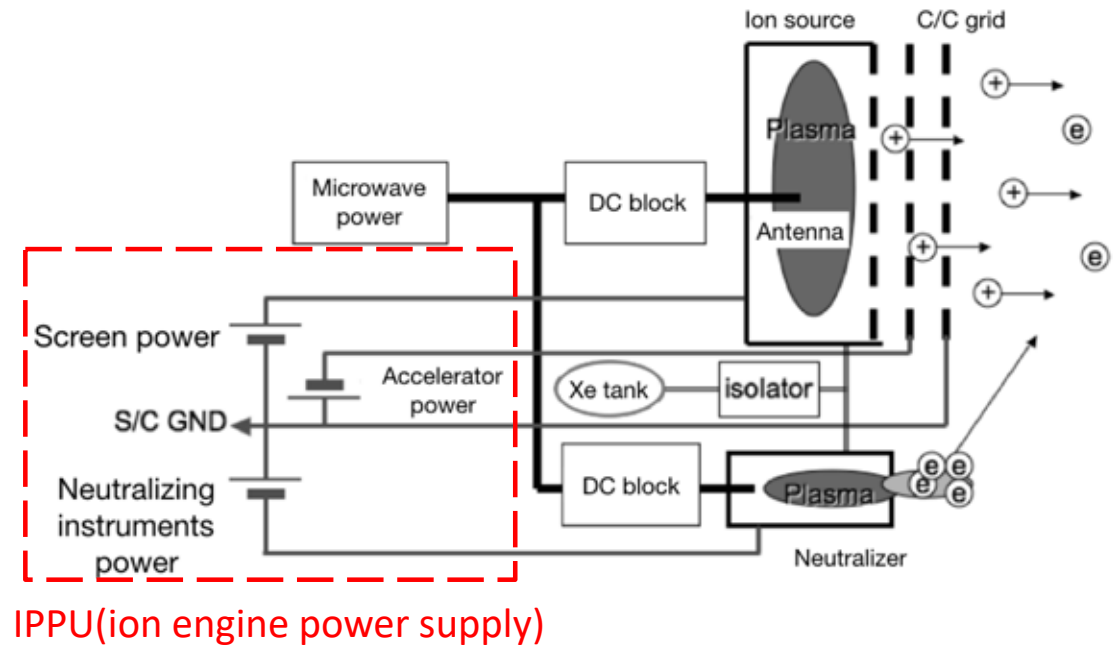 Ion source
C/C grid
Plasma
Microwave
power
DC block
Antenna
Screen power
Accelerator
power
Xe tank
isolator
S/C GND
Neutralizing
instruments
power
DC block
Plasma
Neutralizer
+
+
+
+
+
e
e
e
e
e
e
IPPU(ion engine power supply)